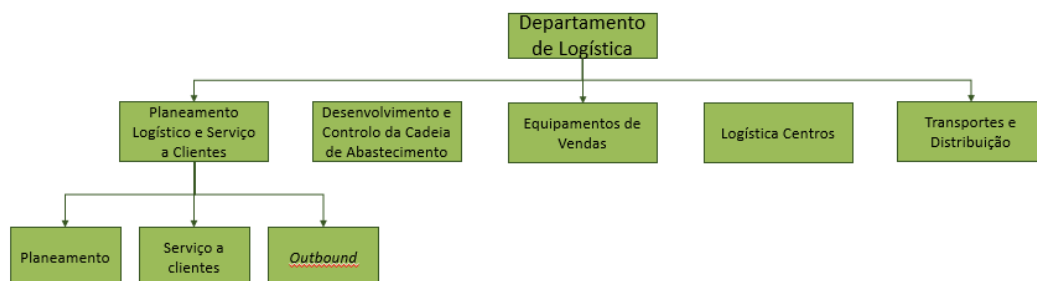 Departamento
de Logística
Planeamento
Logístico e Serviço
a Clientes
Desenvolvimento e
Controlo da Cadeia
de Abastecimento
Equipamentos de
Vendas
Logística Centros
Transportes e
Distribuição
Planeamento
Serviço a
clientes
Outbound